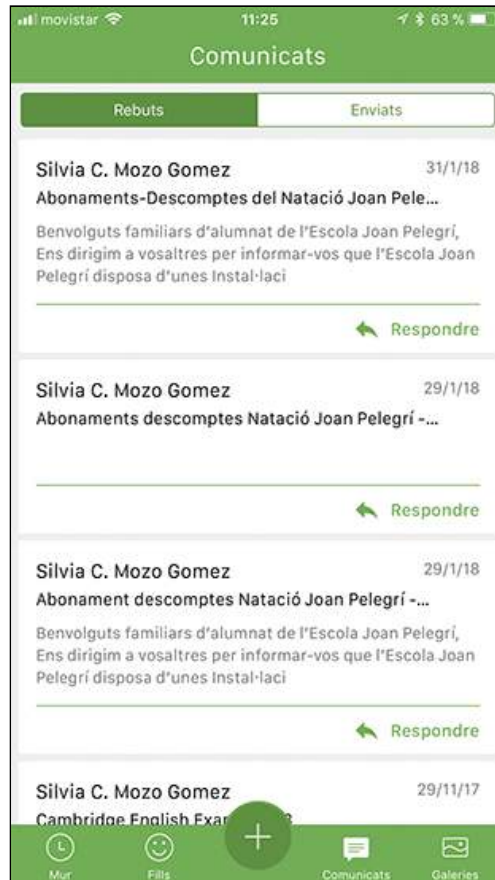 movistar 11:25 63 %
Comunicats
Rebuts Enviats
Silvia C. Mozo Gomez 31/1/18
Abonaments-Descomptes del Natació Joan Pele...
Benvolguts familiars d'alumnat de l'Escola Joan Pelegrí,
Ens dirigim a vosaltres per informar-vos que l'Escola Joan
Pelegrí disposa d'unes Instal·laci
Respondre
Silvia C. Mozo Gomez 29/1/18
Abonaments descomptes Natació Joan Pelegrí -...
Respondre
Silvia C. Mozo Gomez 29/1/18
Abonament descomptes Natació Joan Pelegrí -...
Benvolguts familiars d'alumnat de l'Escola Joan Pelegrí,
Ens dirigim a vosaltres per informar-vos que l'Escola Joan
Pelegrí disposa d'unes Instal·laci
Respondre
Silvia C. Mozo Gomez 29/11/17
Cambridge English
Mur Fills Comunicats Galeries